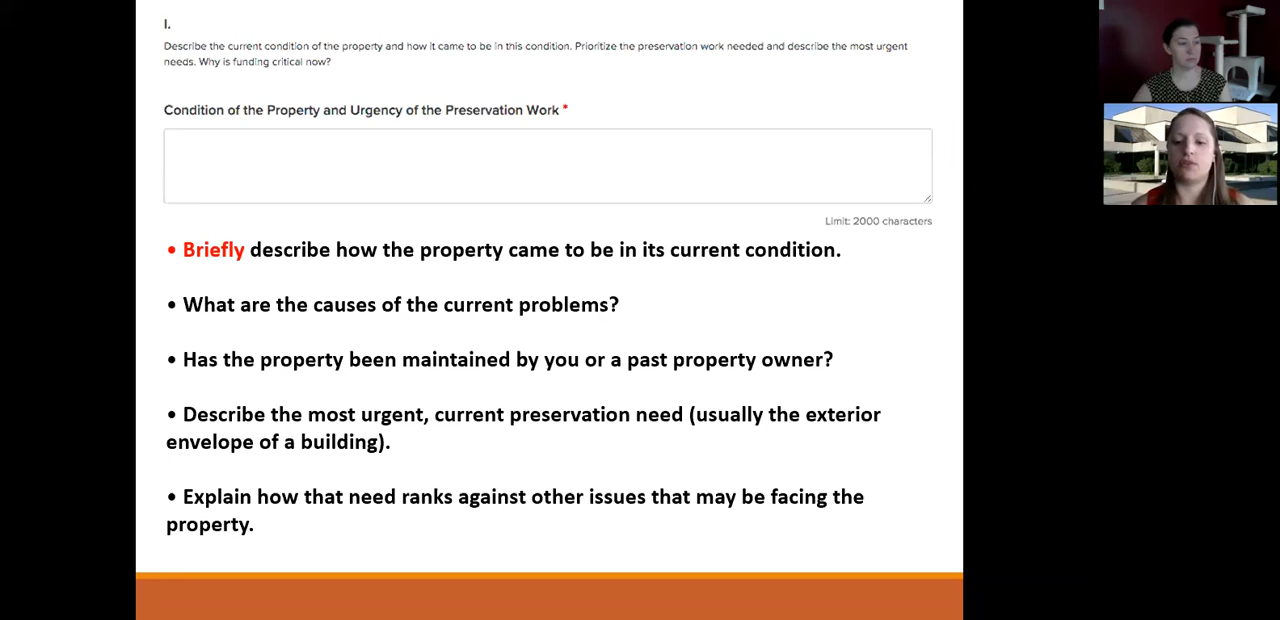 I.
Describe the current condition of the property and how it came to be in this condition. Prioritize the preservation work needed and describe the most urgent
needs. Why is funding critical now?
Condition of the Property and Urgency of the Preservation Work *
Limit: 2000 characters
• Briefly describe how the property came to be in its current condition.
• What are the causes of the current problems?
• Has the property been maintained by you or a past property owner?
• Describe the most urgent, current preservation need (usually the exterior
envelope of a building).
• Explain how that need ranks against other issues that may be facing the
property.